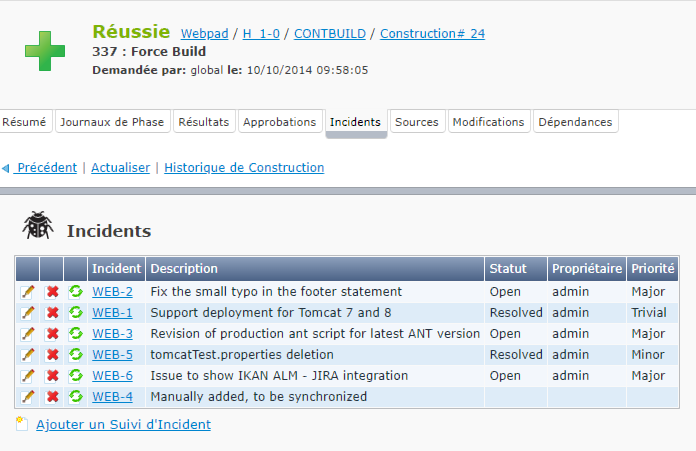 Réussie Webpad / H_1-0 / CONTBUILD / Construction# 24
337 : Force Build
Demandée par: global le: 10/10/2014 09:58:05
Résumé Journaux de Phase Résultats Approbations Incidents Sources Modifications Dépendances
Précédent | Actualiser | Historique de Construction
Incidents
Incident Description Statut Propriétaire Priorité
WEB-2 Fix the small typo in the footer statement Open admin Major
WEB-1 Support deployment for Tomcat 7 and 8 Resolved admin Trivial
WEB-3 Revision of production ant script for latest ANT version Open admin Major
WEB-5 tomcatTest.properties deletion Resolved admin Minor
WEB-6 Issue to show IKAN ALM - JIRA integration Open admin Major
WEB-4 Manually added, to be synchronized
Ajouter un Suivi d'Incident